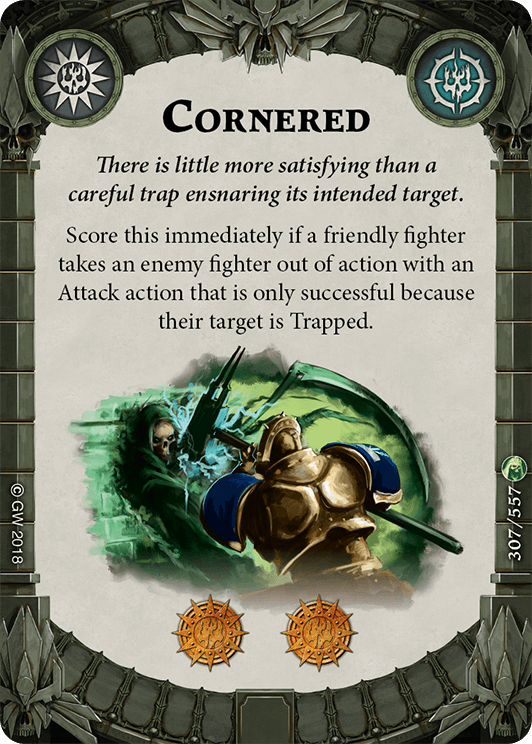 Cornered
There is little more satisfying than a
careful trap ensnaring its intended target.
Score this immediately if a friendly fighter
takes an enemy fighter out of action with an
Attack action that is only successful because
their target is Trapped.
© GW 2018
307/557